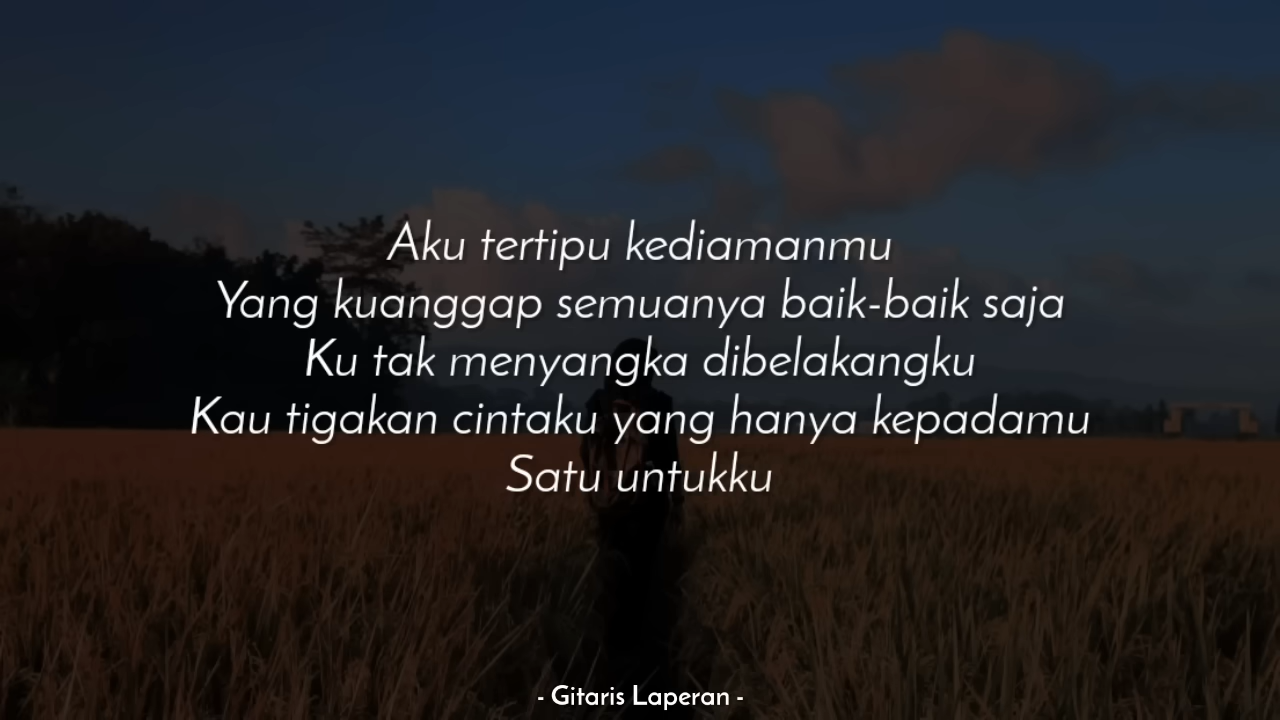 Aku tertipu kediamanmu
Yang kuanggap semuanya baik-baik saja
Ku tak menyangka dibelakangku
Kau tigakan cintaku yang hanya kepadamu
Satu untukku
- Gitaris Laperan -